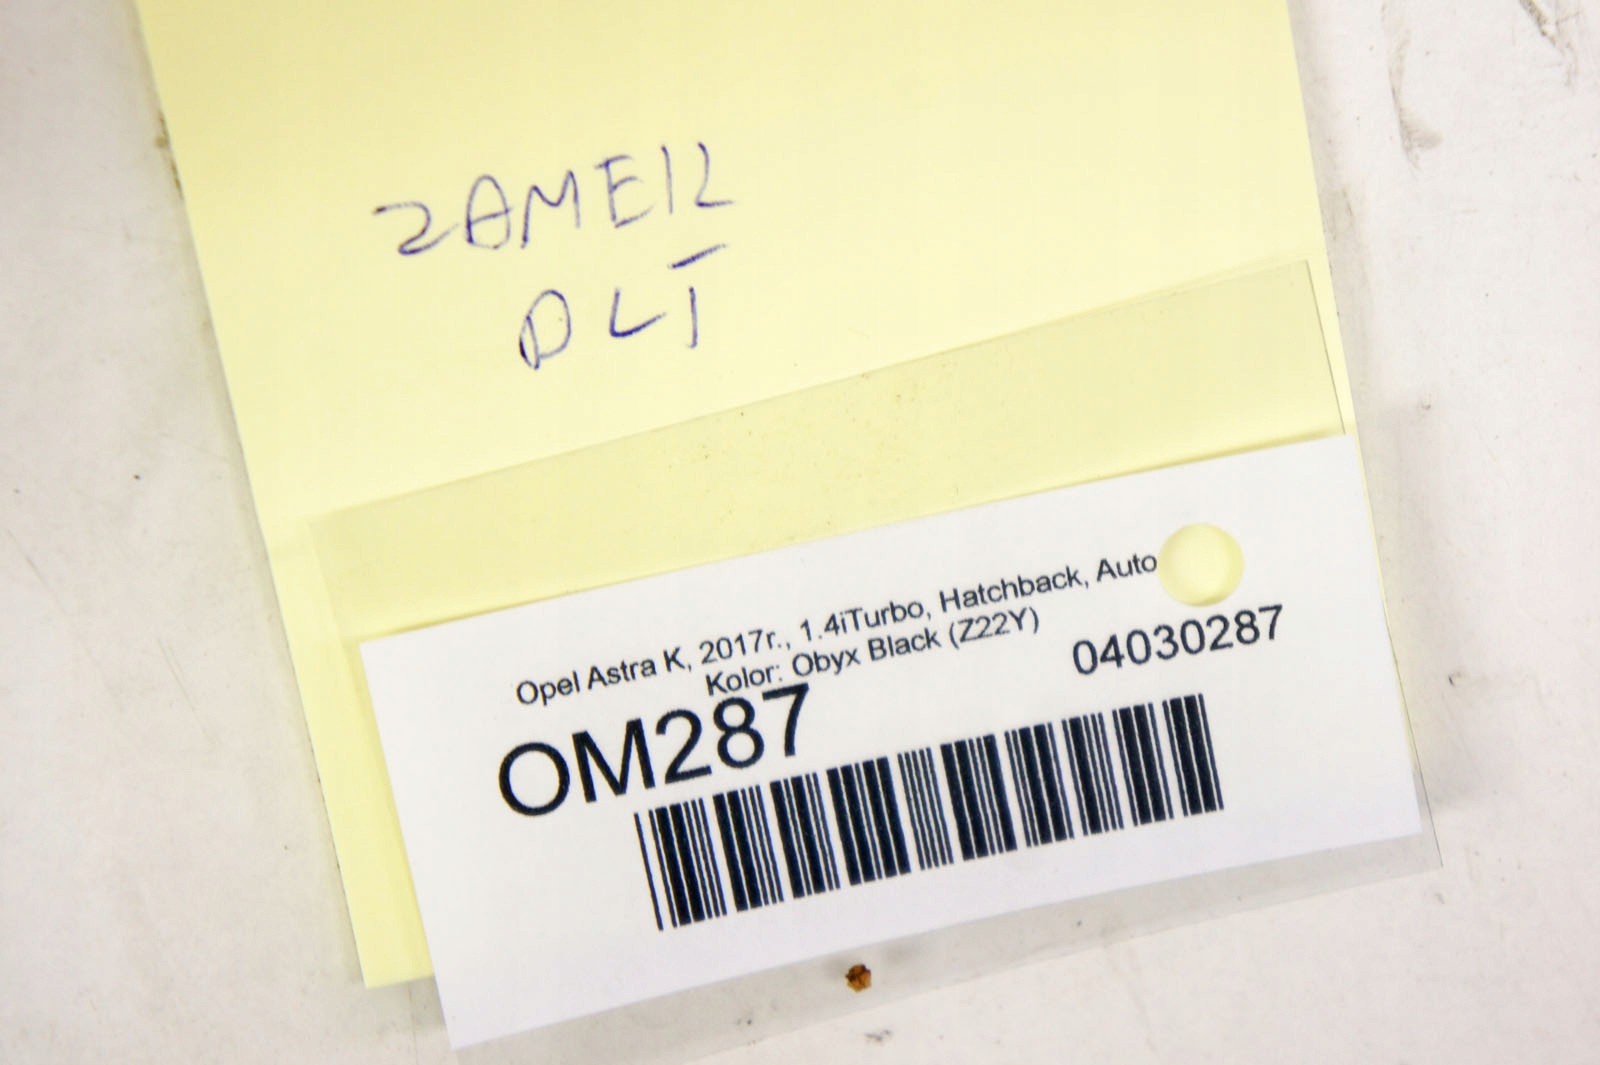 ZAMEK
DLT
Opel Astra K, 2017r., 1.4iTurbo, Hatchback, Auto
Kolor: Obyx Black (Z22Y)
OM287
04030287